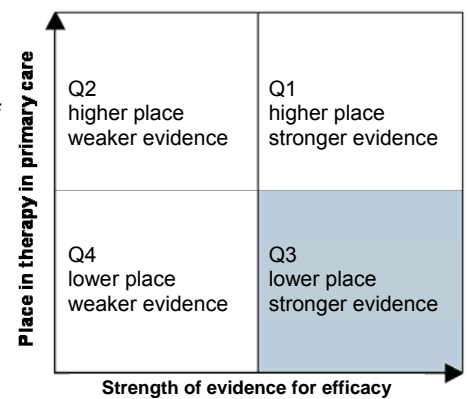 Place in therapy in primary care
Q2
higher place
weaker evidence
Q1
higher place
stronger evidence
Q4
lower place
weaker evidence
Q3
lower place
stronger evidence
Strength of evidence for efficacy